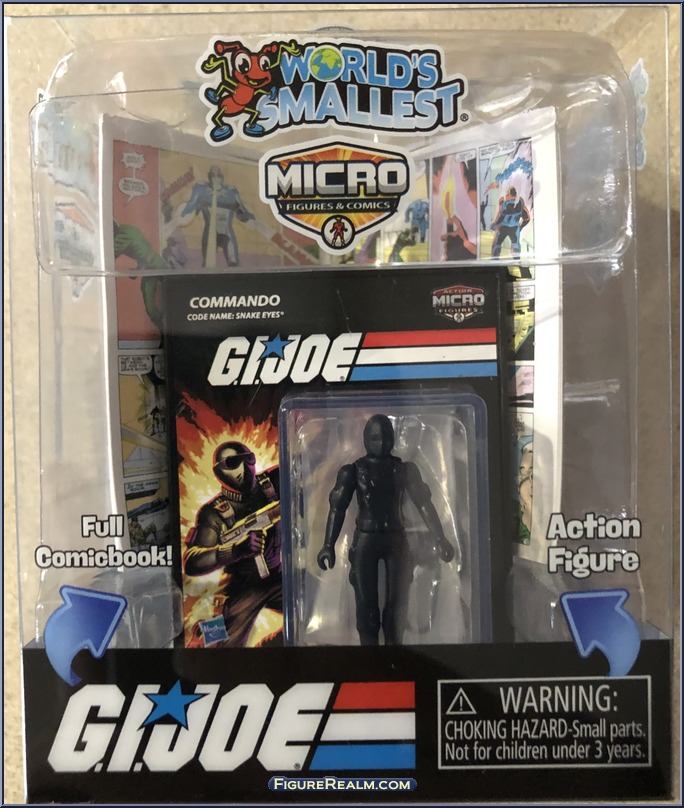 WORLD'S
SMALLEST®
MICRO
FIGURES & COMICS
COMMANDO
CODE NAME: SNAKE EYES®
ACTION
MICRO
FIGURES
G.I.JOE
Full
Comicbook!
Action
Figure
Hasbro
G.I.JOE®
WARNING:
CHOKING HAZARD-Small parts.
Not for children under 3 years.
FIGUREREALM.COM